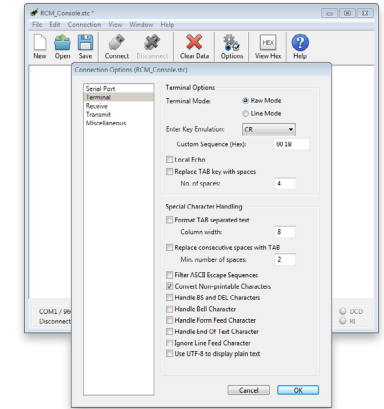 RCM_Console.stc *
File Edit Connection View Window Help
New Open Save Connect Disconnect Clear Data Options View Hex Help
HEX
Connection Options (RCM_Console.stc)
Serial Port
Terminal
Receive
Transmit
Miscellaneous
Terminal Options
Terminal Mode: Raw Mode
Line Mode
Enter Key Emulation: CR
Custom Sequence (Hex): 00 1B
Local Echo
Replace TAB key with spaces
No. of spaces: 4
Special Character Handling
Format TAB separated text
Column width: 8
Replace consecutive spaces with TAB
Min. number of spaces: 2
Filter ASCII Escape Sequences
Convert Non-printable Characters
Handle BS and DEL Characters
Handle Bell Character
Handle Form Feed Character
Handle End Of Text Character
Ignore Line Feed Character
Use UTF-8 to display plain text
COM1 / 96
Disconnect
DCD
RI
Cancel OK